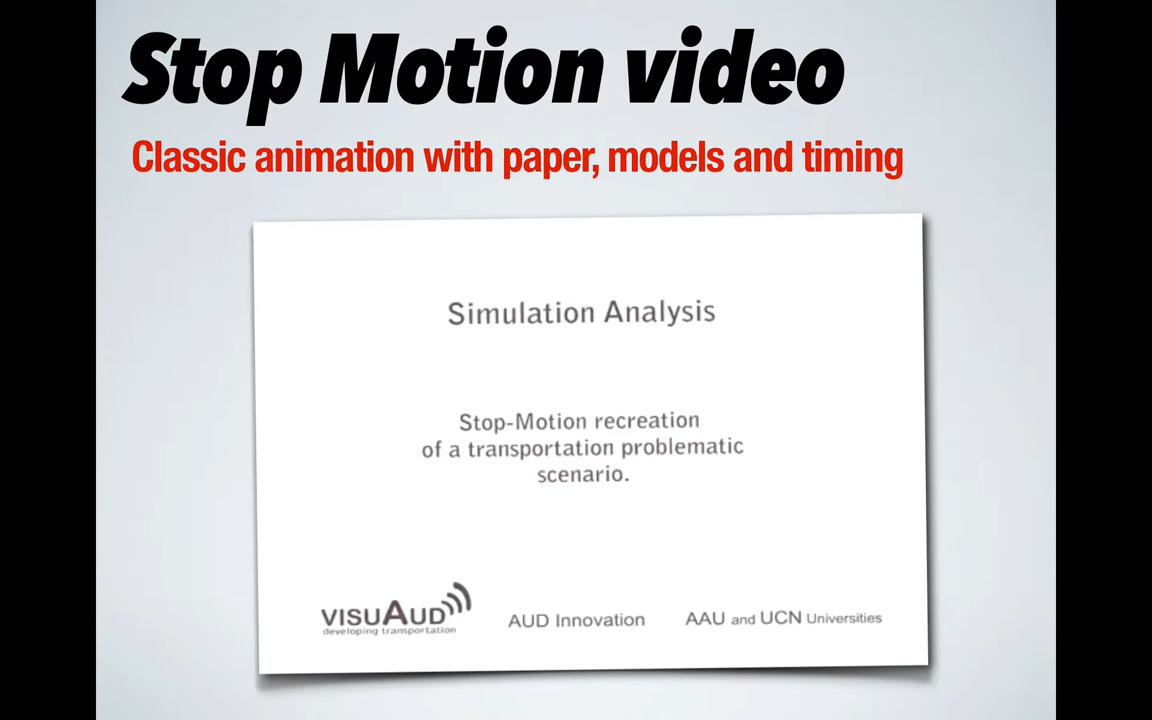 Stop Motion video
Classic animation with paper, models and timing
Simulation Analysis
Stop-Motion recreation
of a transportation problematic
scenario.
VISUAUD
developing transportation
AUD Innovation
AAU and UCN Universities